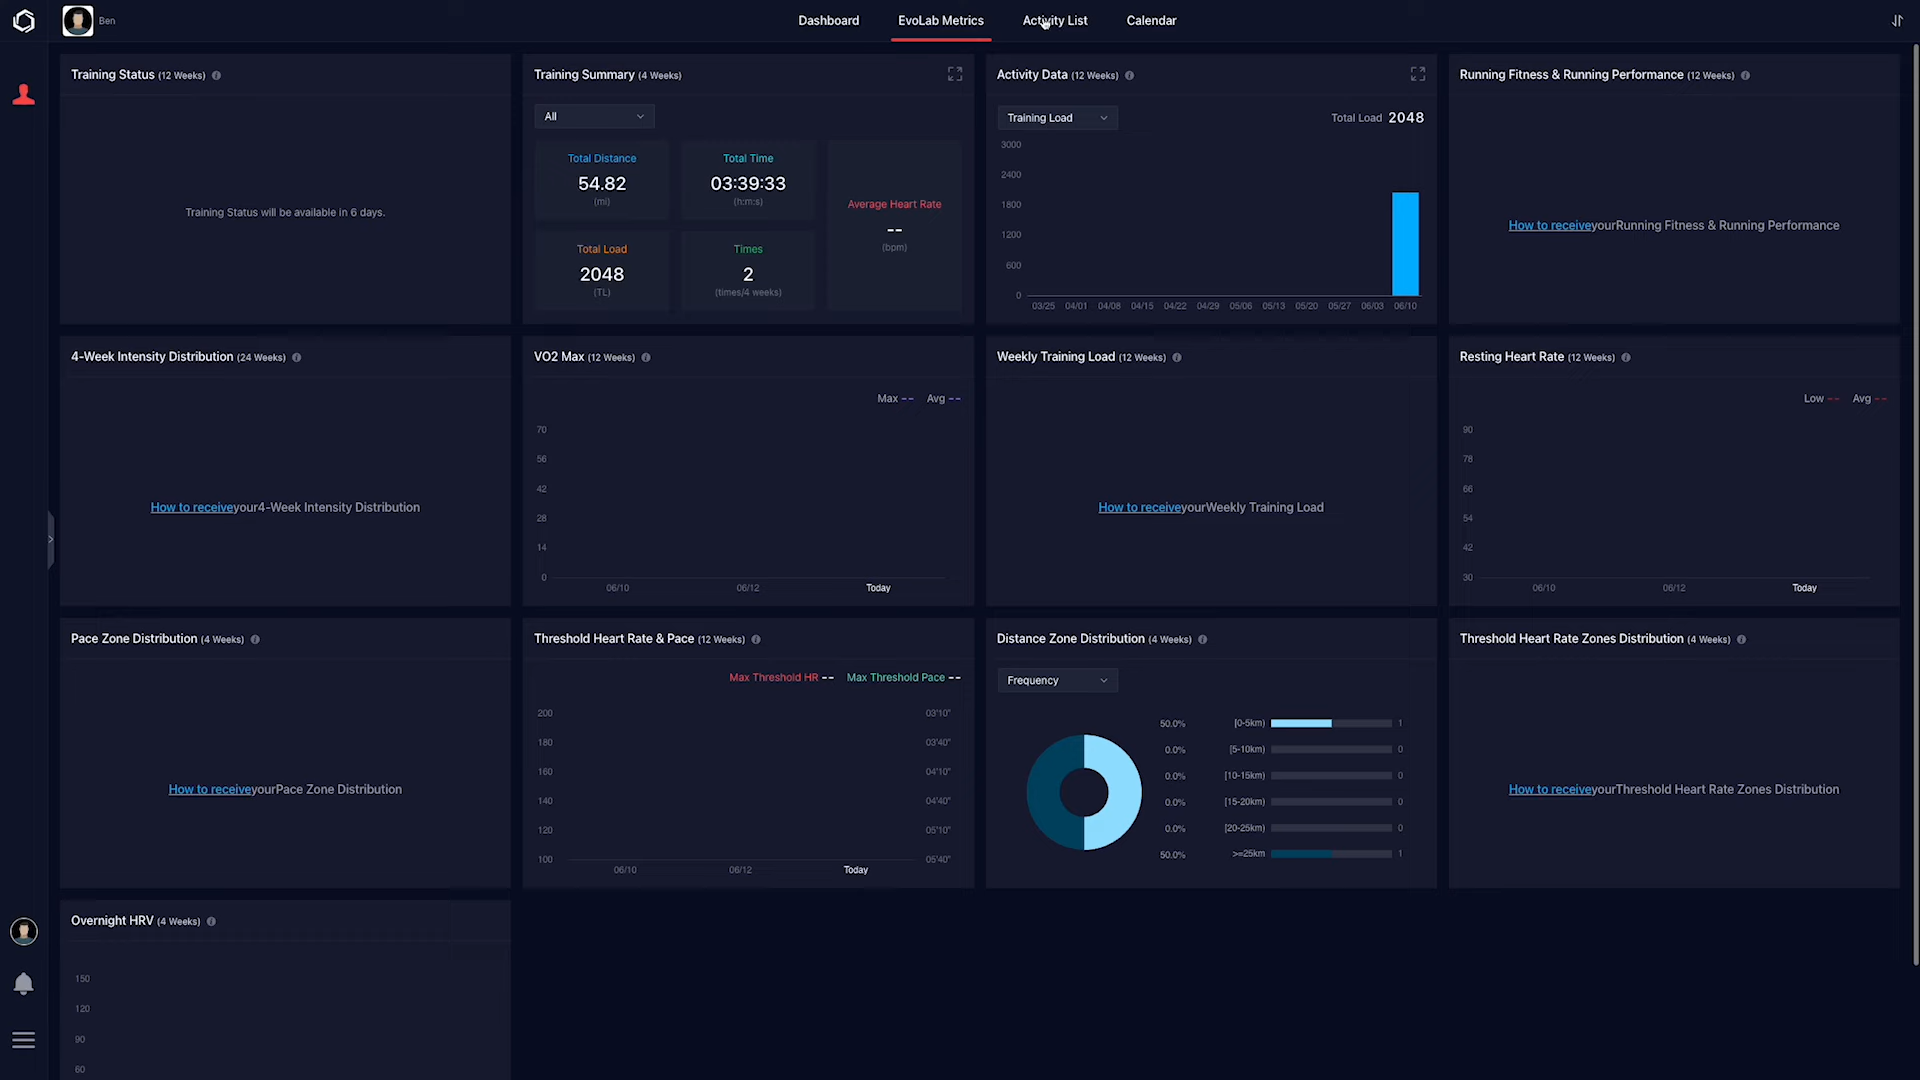 Ben
Dashboard
EvoLab Metrics
Activity List
Calendar
Training Status (12 Weeks)
Training Status will be available in 6 days.
Training Summary (4 Weeks)
All
Total Distance
54.82
(mi)
Total Time
03:39:33
(h:m:s)
Average Heart Rate
--
(bpm)
Total Load
2048
(TL)
Times
2
(times/4 weeks)
Activity Data (12 Weeks)
Training Load
Total Load 2048
3000
2400
1800
1200
600
0
03/25 04/01 04/08 04/15 04/22 04/29 05/06 05/13 05/20 05/27 06/03 06/10
Running Fitness & Running Performance (12 Weeks)
How to receiveyourRunning Fitness & Running Performance
4-Week Intensity Distribution (24 Weeks)
How to receiveyour4-Week Intensity Distribution
VO2 Max (12 Weeks)
Max -- Avg --
70
56
42
28
14
0
06/10 06/12 Today
Weekly Training Load (12 Weeks)
How to receiveyourWeekly Training Load
Resting Heart Rate (12 Weeks)
Low -- Avg --
90
78
66
54
42
30
06/10 06/12 Today
Pace Zone Distribution (4 Weeks)
How to receiveyourPace Zone Distribution
Threshold Heart Rate & Pace (12 Weeks)
Max Threshold HR -- Max Threshold Pace --
200 03'10"
180 03'40"
160 04'10"
140 04'40"
120 05'10"
100 05'40"
06/10 06/12 Today
Distance Zone Distribution (4 Weeks)
Frequency
50.0% [0-5km) 1
0.0% [5-10km) 0
0.0% [10-15km) 0
0.0% [15-20km) 0
0.0% [20-25km) 0
50.0% >=25km 1
Threshold Heart Rate Zones Distribution (4 Weeks)
How to receiveyourThreshold Heart Rate Zones Distribution
Overnight HRV (4 Weeks)
150
120
90
60